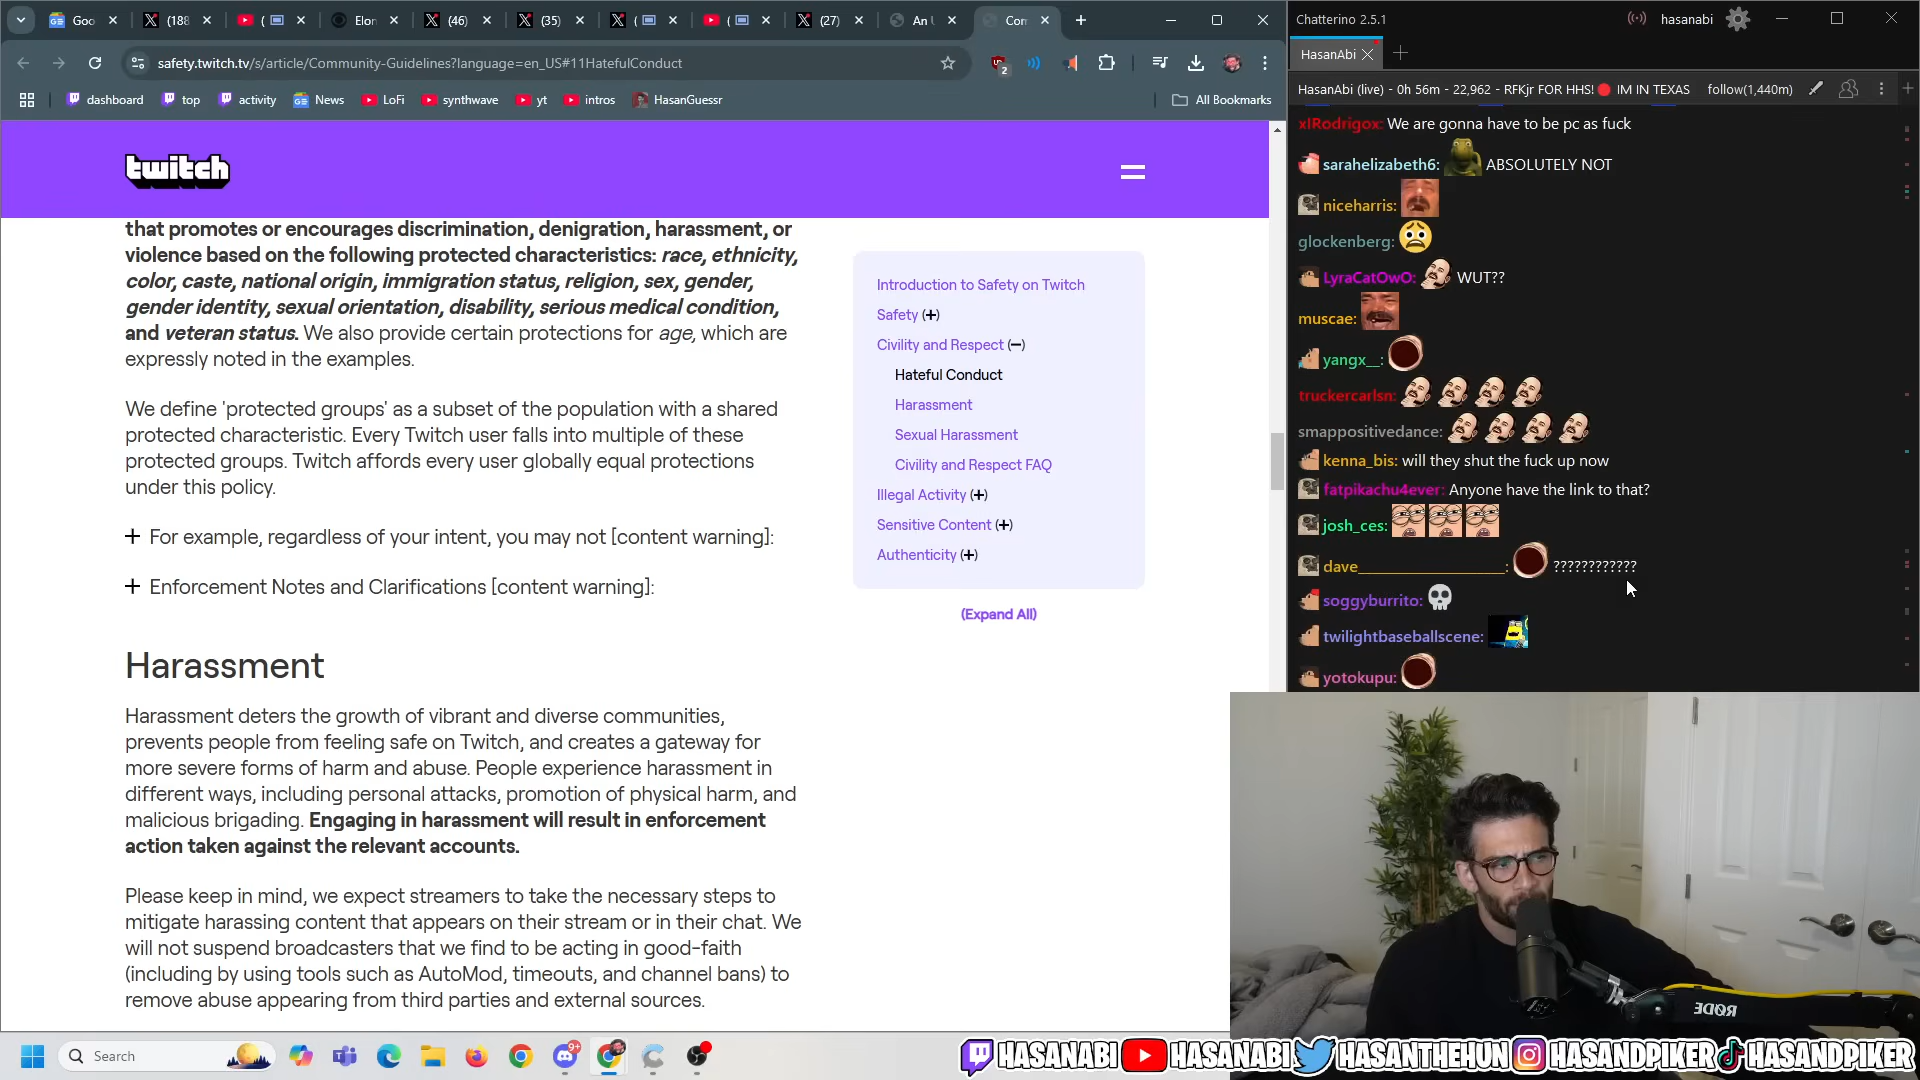 Goo
(188
(
Elon
(46)
(35)
(
(
(27)
An U
Con
safety.twitch.tv/s/article/Community-Guidelines?language=en_US#11HatefulConduct
2
dashboard
top
activity
News
LoFi
synthwave
yt
intros
HasanGuessr
All Bookmarks
twitch
that promotes or encourages discrimination, denigration, harassment, or
violence based on the following protected characteristics: race, ethnicity,
color, caste, national origin, immigration status, religion, sex, gender,
gender identity, sexual orientation, disability, serious medical condition,
and veteran status. We also provide certain protections for age, which are
expressly noted in the examples.
We define 'protected groups' as a subset of the population with a shared
protected characteristic. Every Twitch user falls into multiple of these
protected groups. Twitch affords every user globally equal protections
under this policy.
+ For example, regardless of your intent, you may not [content warning]:
+ Enforcement Notes and Clarifications [content warning]:
Harassment
Harassment deters the growth of vibrant and diverse communities,
prevents people from feeling safe on Twitch, and creates a gateway for
more severe forms of harm and abuse. People experience harassment in
different ways, including personal attacks, promotion of physical harm, and
malicious brigading. Engaging in harassment will result in enforcement
action taken against the relevant accounts.
Please keep in mind, we expect streamers to take the necessary steps to
mitigate harassing content that appears on their stream or in their chat. We
will not suspend broadcasters that we find to be acting in good-faith
(including by using tools such as AutoMod, timeouts, and channel bans) to
remove abuse appearing from third parties and external sources.
Introduction to Safety on Twitch
Safety (+)
Civility and Respect (−)
Hateful Conduct
Harassment
Sexual Harassment
Civility and Respect FAQ
Illegal Activity (+)
Sensitive Content (+)
Authenticity (+)
(Expand All)
Chatterino 2.5.1
hasanabi
HasanAbi
HasanAbi (live) - 0h 56m - 22,962 - RFKjr FOR HHS! IM IN TEXAS
follow(1,440m)
xlRodrigox: We are gonna have to be pc as fuck
sarahelizabeth6: ABSOLUTELY NOT
niceharris:
glockenberg:
LyraCatOwO: WUT??
muscae:
yangx__:
truckercarlsn:
smappositivedance:
kenna_bis: will they shut the fuck up now
fatpikachu4ever: Anyone have the link to that?
josh_ces:
dave____________________: ????????????
soggyburrito:
twilightbaseballscene:
yotokupu:
RØDE
Search
9+
HASANABI
HASANABI
HASANTHEHUN
HASANDPIKER
HASANDPIKER